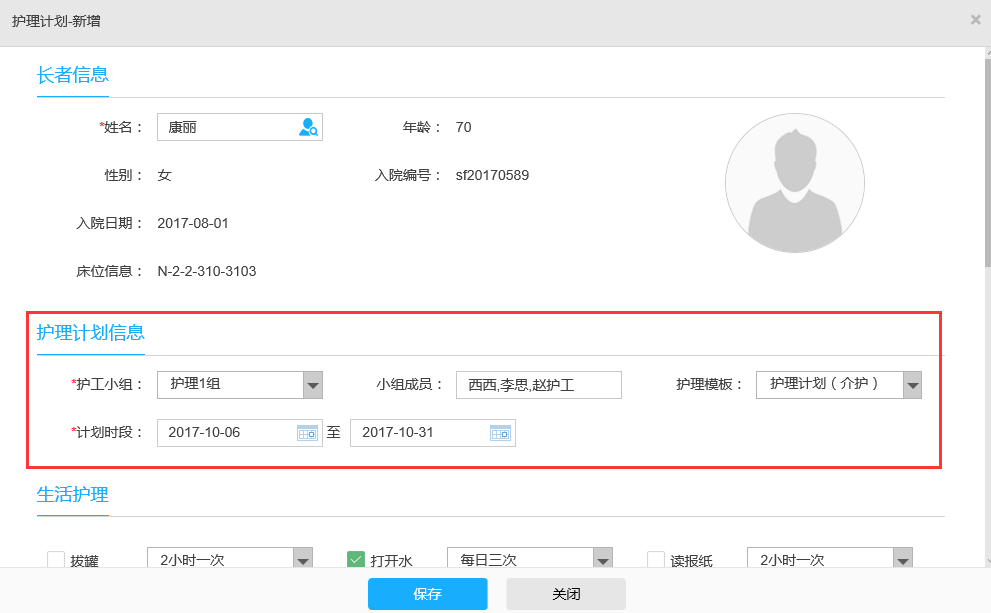 护理计划-新增
长者信息
*姓名： 康丽 年龄： 70
性别： 女 入院编号： sf20170589
入院日期： 2017-08-01
床位信息： N-2-2-310-3103
护理计划信息
*护工小组： 护理1组 小组成员： 西西,李思,赵护工 护理模板： 护理计划（介护）
*计划时段： 2017-10-06 至 2017-10-31
生活护理
拔罐 2小时一次 打开水 每日三次 读报纸 2小时一次
保存 关闭